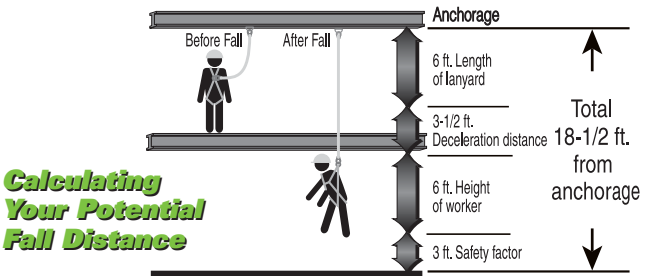 Anchorage
Before Fall
After Fall
6 ft. Length
of lanyard
3-1/2 ft.
Deceleration distance
6 ft. Height
of worker
3 ft. Safety factor
Total
18-1/2 ft.
from
anchorage
Calculating
Your Potential
Fall Distance